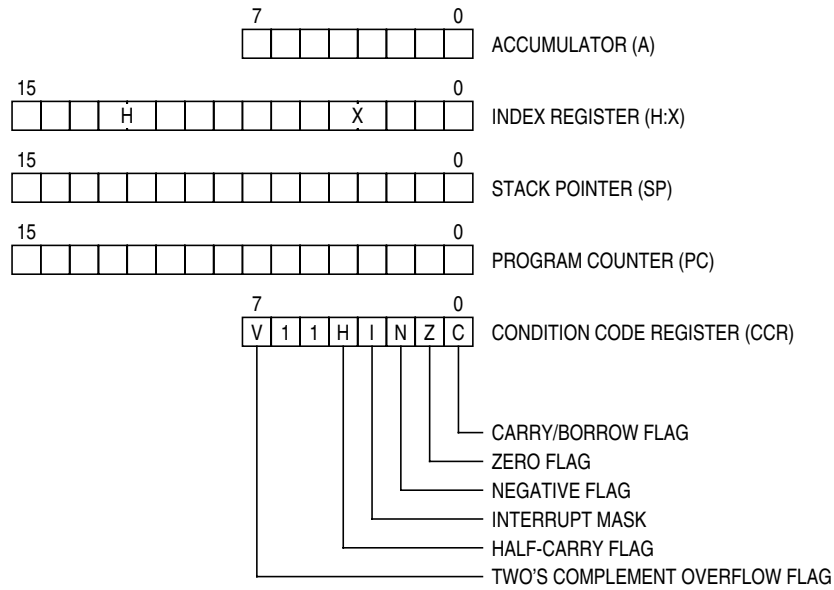 7 0
ACCUMULATOR (A)
15 0
H X
INDEX REGISTER (H:X)
15 0
STACK POINTER (SP)
15 0
PROGRAM COUNTER (PC)
7 0
V 1 1 H I N Z C
CONDITION CODE REGISTER (CCR)
CARRY/BORROW FLAG
ZERO FLAG
NEGATIVE FLAG
INTERRUPT MASK
HALF-CARRY FLAG
TWO'S COMPLEMENT OVERFLOW FLAG